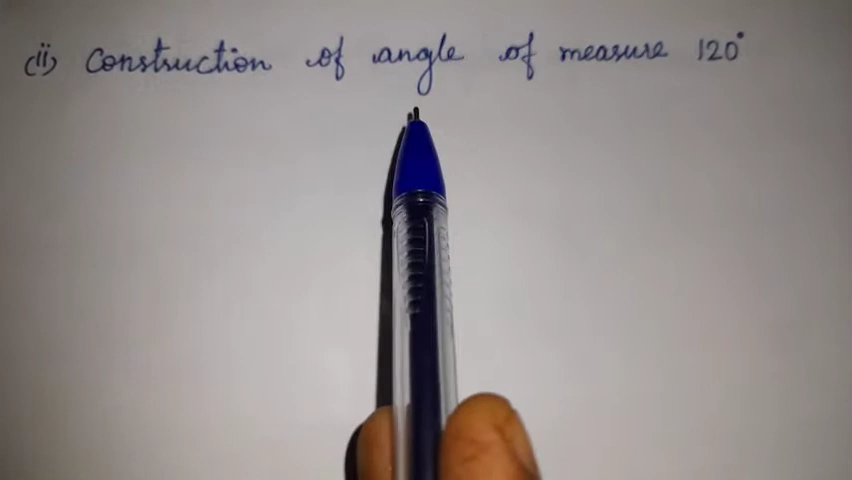 (ii) Construction of angle of measure 120°